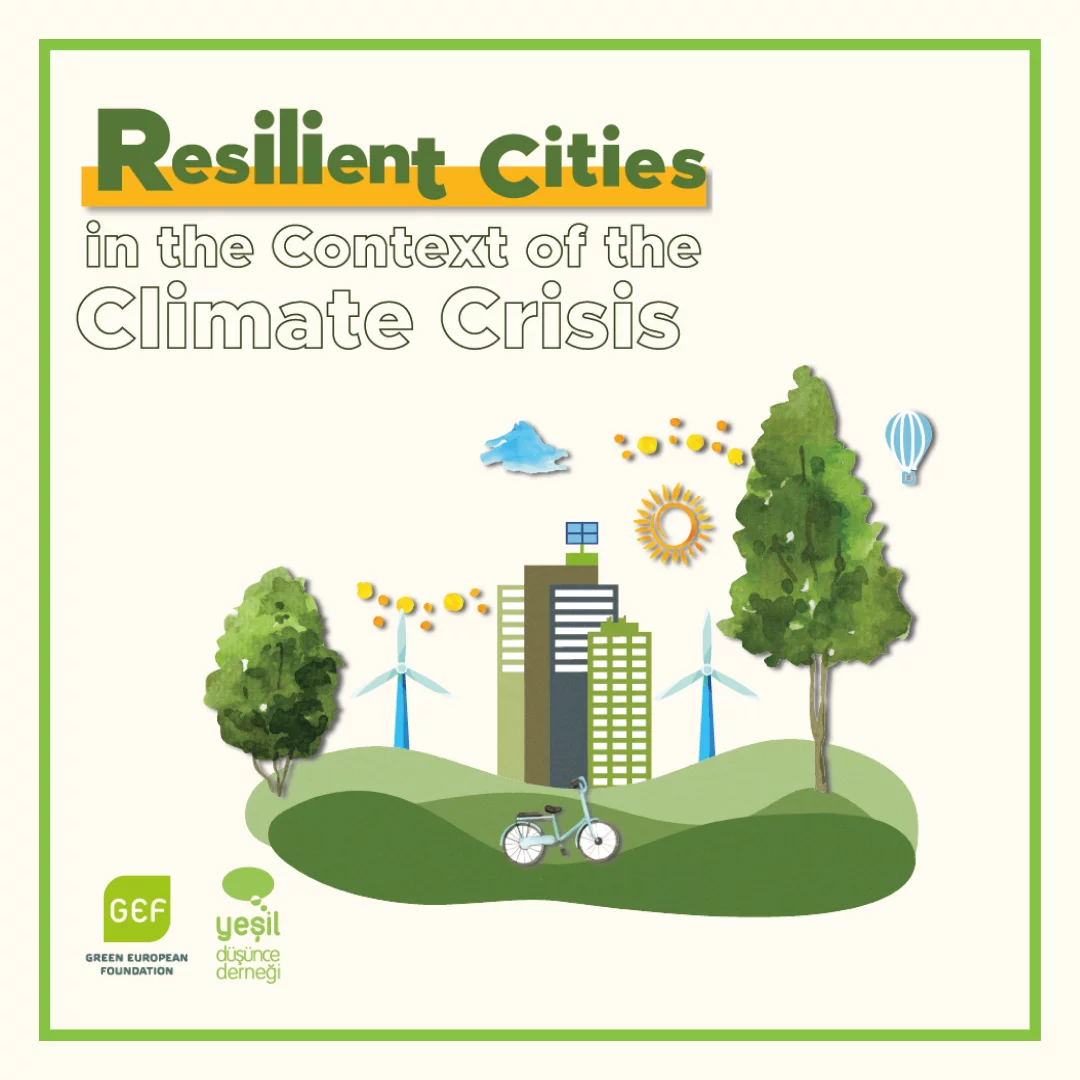 Resilient Cities
in the Context of the
Climate Crisis
GEF
GREEN EUROPEAN
FOUNDATION
yeşil
düşünce
derneği